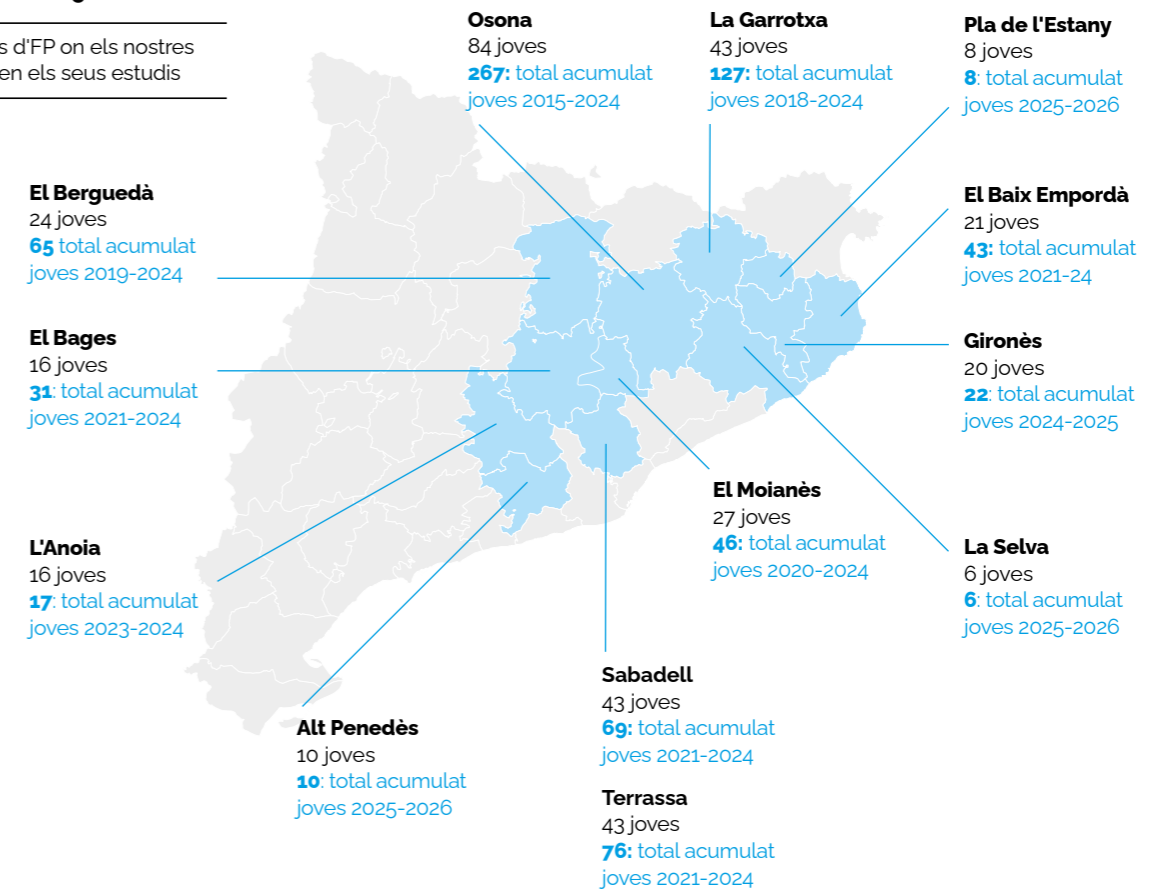 s d'FP on els nostres
en els seus estudis
Osona
84 joves
267: total acumulat
joves 2015-2024
La Garrotxa
43 joves
127: total acumulat
joves 2018-2024
Pla de l'Estany
8 joves
8: total acumulat
joves 2025-2026
El Berguedà
24 joves
65 total acumulat
joves 2019-2024
El Baix Empordà
21 joves
43: total acumulat
joves 2021-24
El Bages
16 joves
31: total acumulat
joves 2021-2024
Gironès
20 joves
22: total acumulat
joves 2024-2025
El Moianès
27 joves
46: total acumulat
joves 2020-2024
L'Anoia
16 joves
17: total acumulat
joves 2023-2024
La Selva
6 joves
6: total acumulat
joves 2025-2026
Sabadell
43 joves
69: total acumulat
joves 2021-2024
Alt Penedès
10 joves
10: total acumulat
joves 2025-2026
Terrassa
43 joves
76: total acumulat
joves 2021-2024